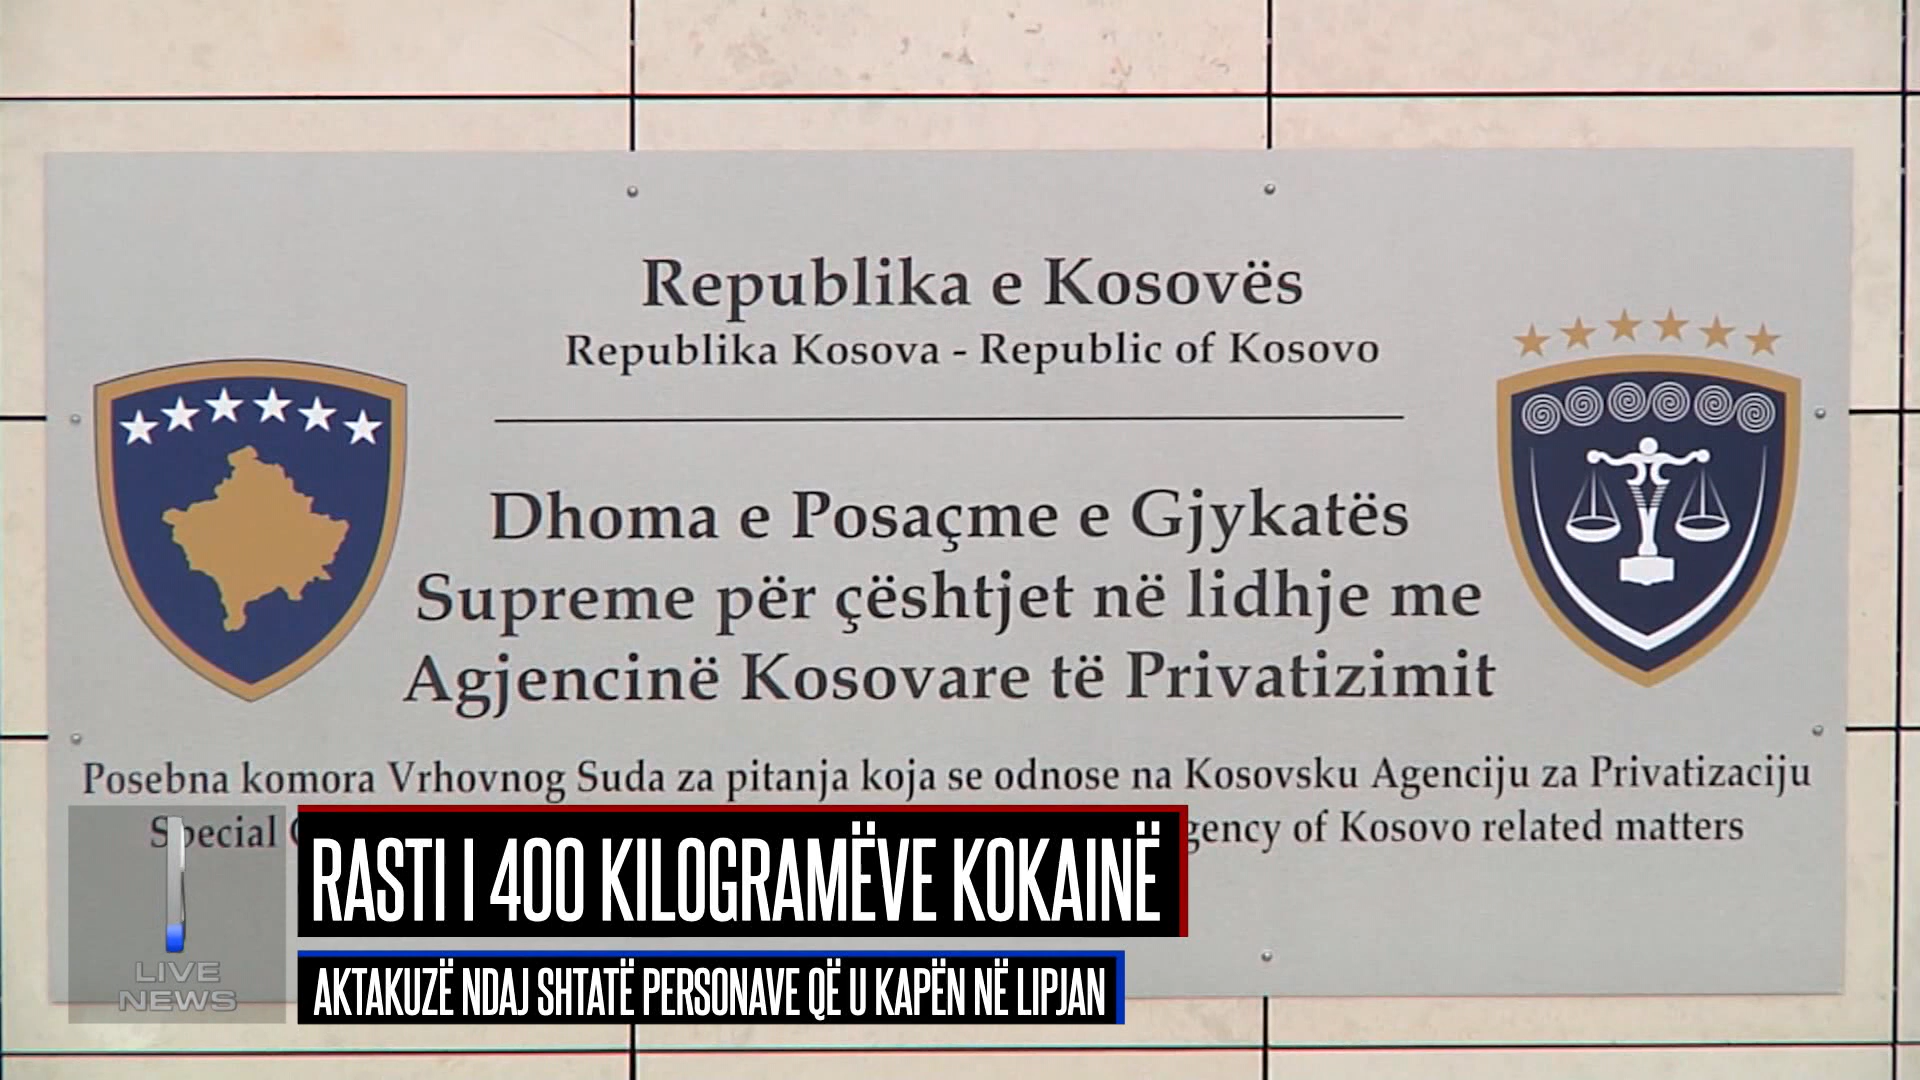 Republika e Kosovës
Republika Kosova - Republic of Kosovo
Dhoma e Posaçme e Gjykatës
Supreme për çështjet në lidhje me
Agjencinë Kosovare të Privatizimit
Posebna komora Vrhovnog Suda za pitanja koja se odnose na Kosovsku Agenciju za Privatizaciju
Special of Kosovo related matters
RASTI I 400 KILOGRAMËVE KOKAINË
AKTAKUZË NDAJ SHTATË PERSONAVE QË U KAPËN NË LIPJAN
LIVE
NEWS